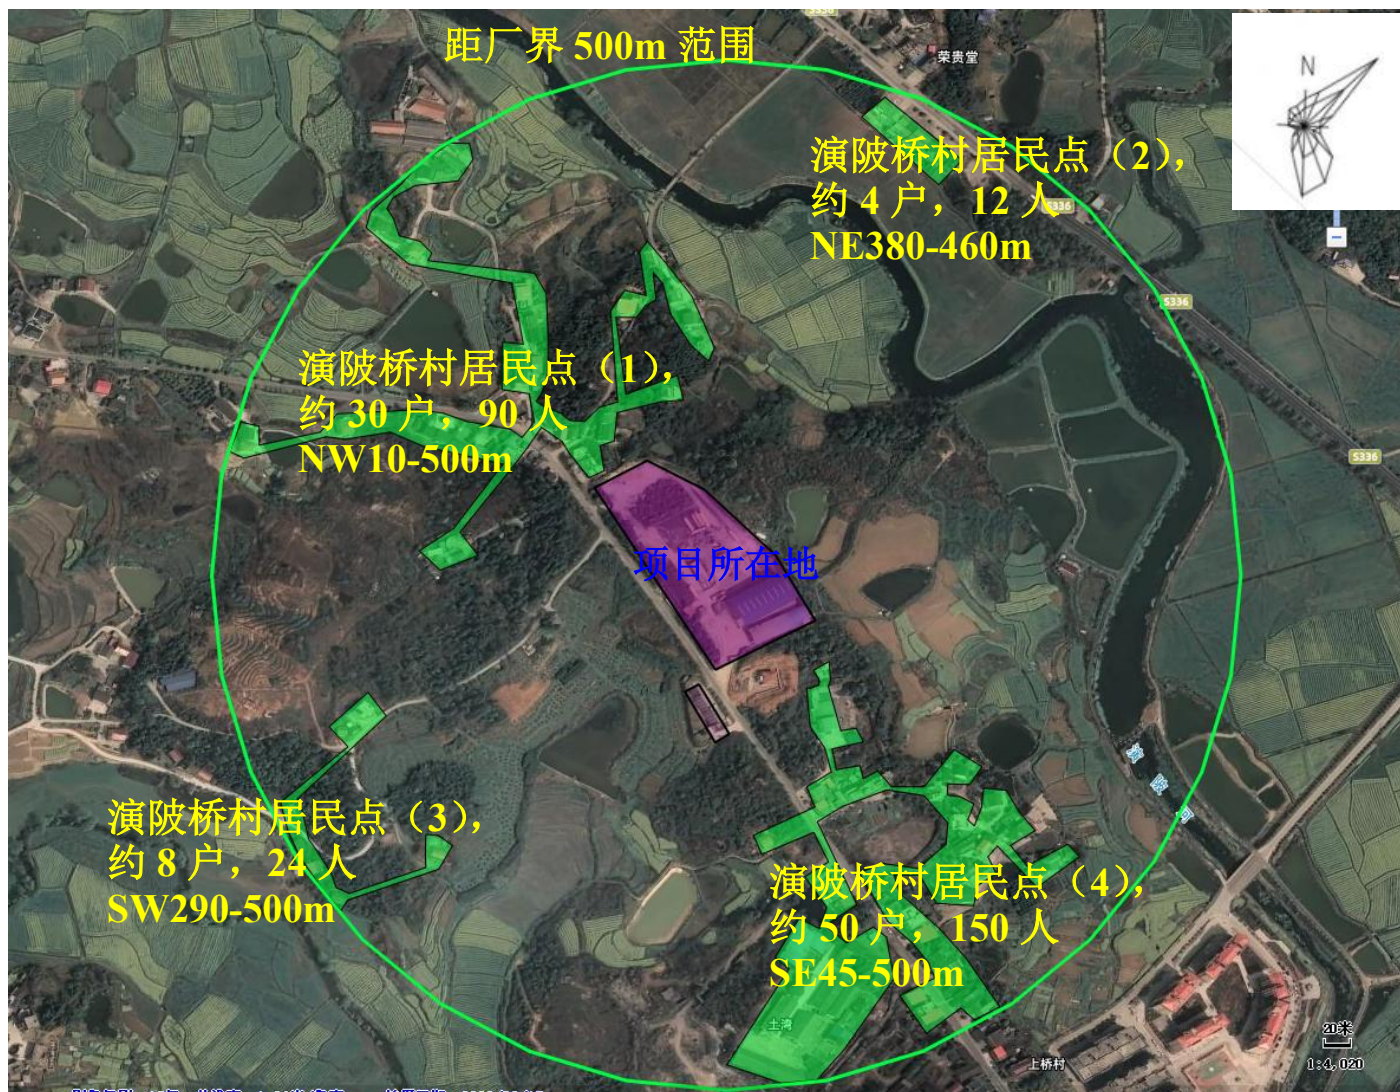 S336
距厂界 500m 范围
荣贵堂
N
演陂桥村居民点（2），
约 4 户，12 人
NE380-460m
S336
S336
演陂桥村居民点（1），
约 30 户，90 人
NW10-500m
S336
项目所在地
演陂河
演陂桥村居民点（3），
约 8 户，24 人
SW290-500m
演陂桥村居民点（4），
约 50 户，150 人
SE45-500m
土湾
上桥村
20米
1:4,020